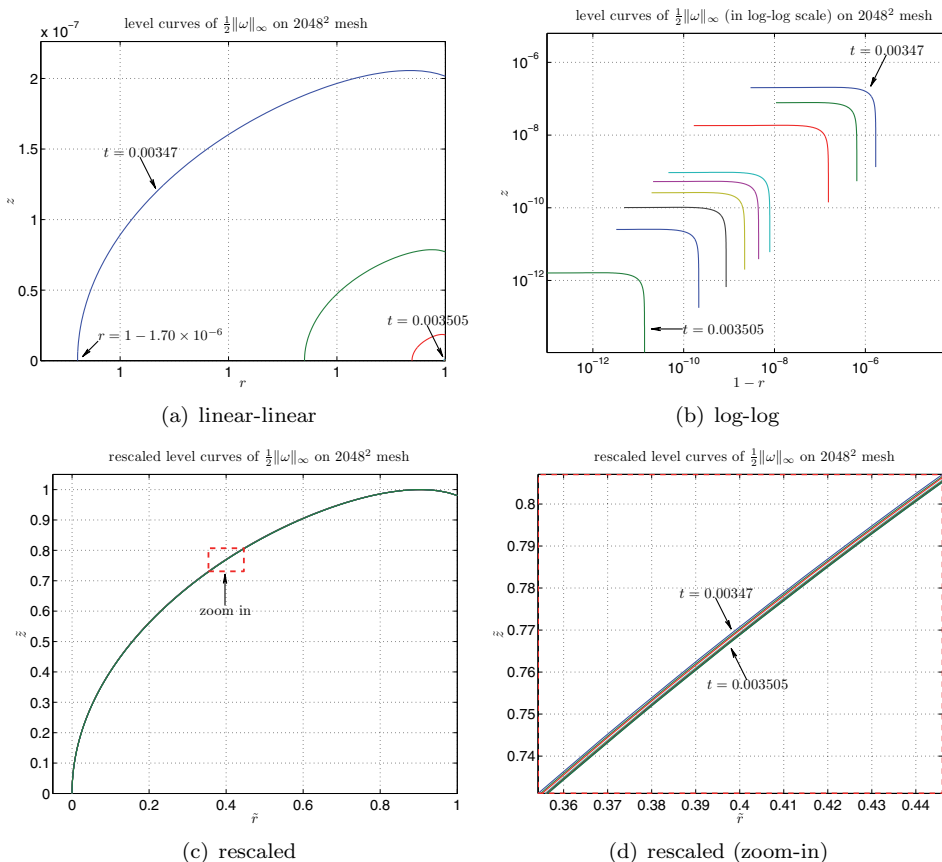 level curves of ½‖ω‖∞ on 2048² mesh
× 10⁻⁷
2
1.5
1
0.5
0
z
t = 0.00347
r = 1 − 1.70 × 10⁻⁶
t = 0.003505
1 1 1 1
r
(a) linear-linear
level curves of ½‖ω‖∞ (in log-log scale) on 2048² mesh
10⁻⁶
10⁻⁸
10⁻¹⁰
10⁻¹²
z
t = 0.00347
t = 0.003505
10⁻¹² 10⁻¹⁰ 10⁻⁸ 10⁻⁶
1 − r
(b) log-log
rescaled level curves of ½‖ω‖∞ on 2048² mesh
1
0.9
0.8
0.7
0.6
0.5
0.4
0.3
0.2
0.1
0
z̃
zoom in
0 0.2 0.4 0.6 0.8 1
r̃
(c) rescaled
rescaled level curves of ½‖ω‖∞ on 2048² mesh
0.8
0.79
0.78
0.77
0.76
0.75
0.74
z̃
t = 0.00347
t = 0.003505
0.36 0.37 0.38 0.39 0.4 0.41 0.42 0.43 0.44
r̃
(d) rescaled (zoom-in)